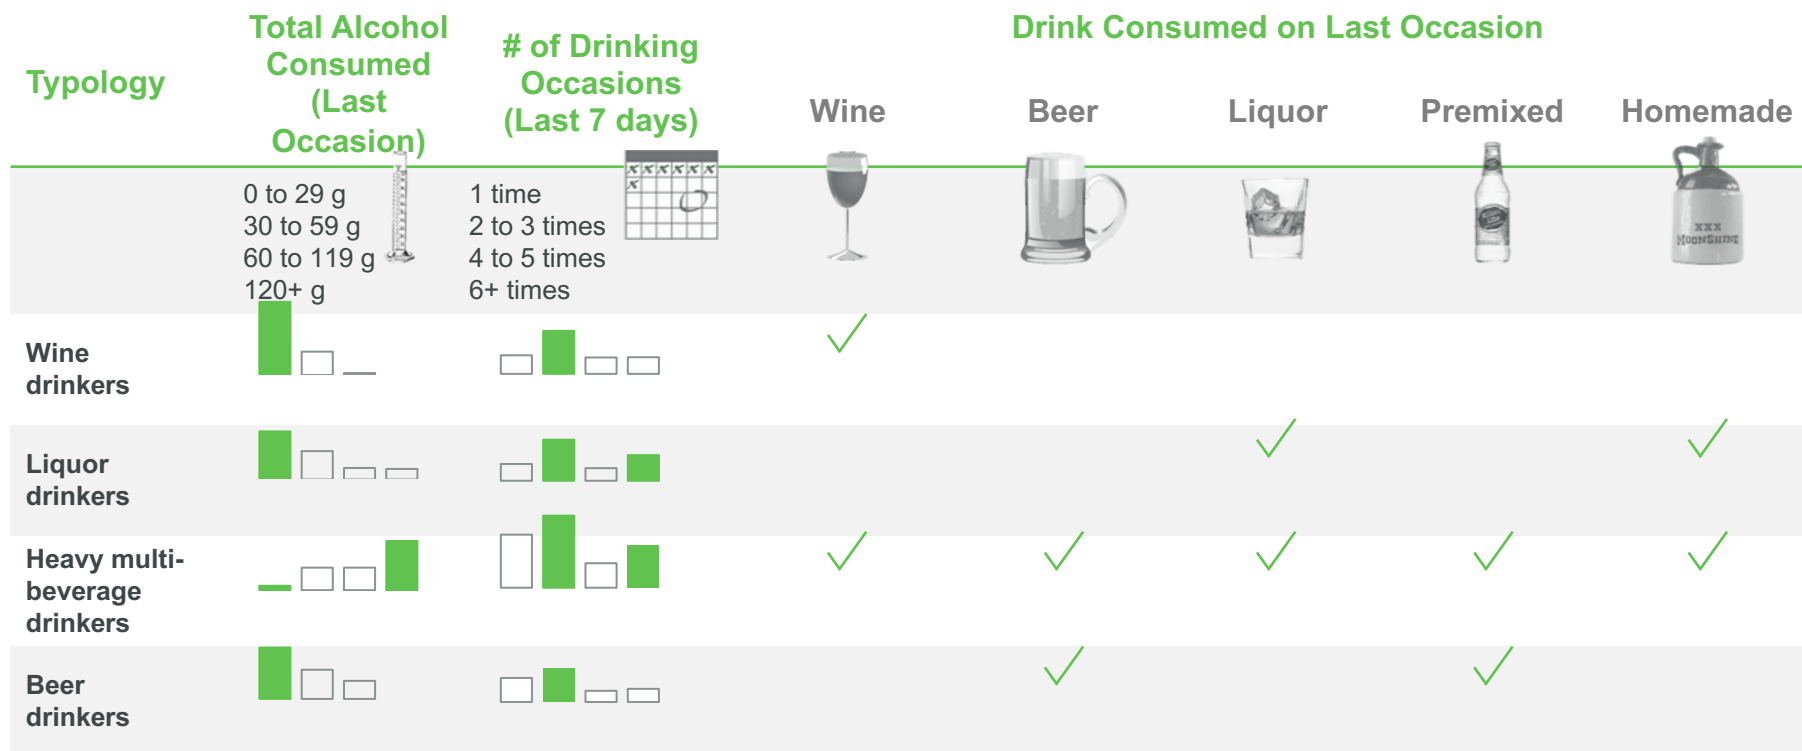 Typology
Total Alcohol
Consumed
(Last
Occasion)
# of Drinking
Occasions
(Last 7 days)
Drink Consumed on Last Occasion
Wine
Beer
Liquor
Premixed
Homemade
0 to 29 g
30 to 59 g
60 to 119 g
120+ g
1 time
2 to 3 times
4 to 5 times
6+ times
XXX
MOONSHINE
Wine
drinkers
Liquor
drinkers
Heavy multi-
beverage
drinkers
Beer
drinkers